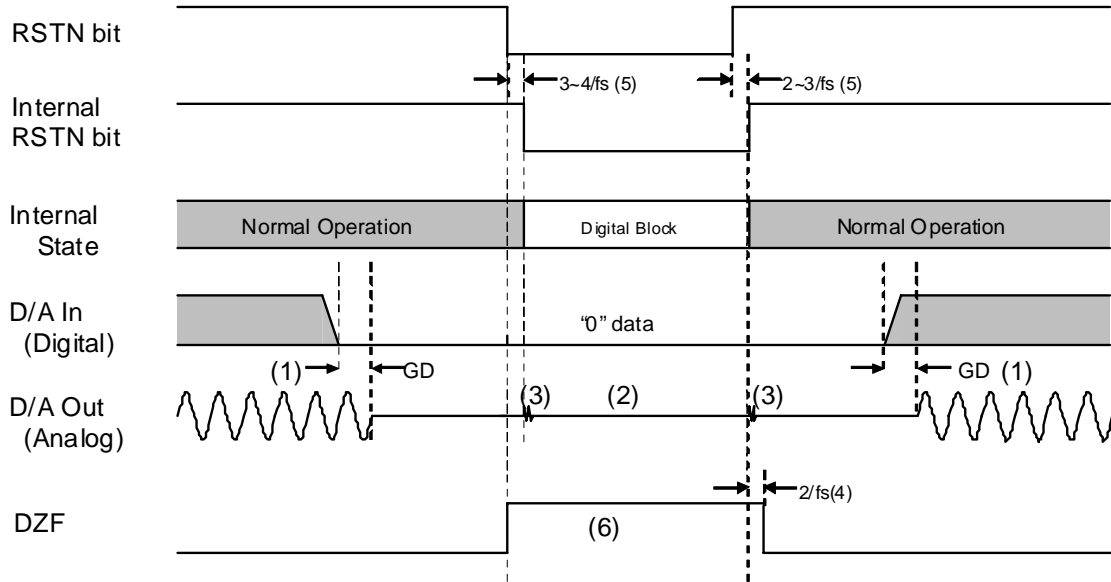 RSTN bit
3~4/fs (5)
2~3/fs (5)
Internal
RSTN bit
Internal
State
Normal Operation
Digital Block
Normal Operation
D/A In
(Digital)
“0” data
(1)
GD
GD
(1)
D/A Out
(Analog)
(3)
(2)
(3)
2/fs(4)
DZF
(6)